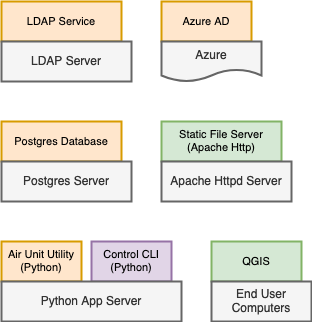 LDAP Service
LDAP Server
Azure AD
Azure
Postgres Database
Postgres Server
Static File Server
(Apache Http)
Apache Httpd Server
Air Unit Utility
(Python)
Control CLI
(Python)
Python App Server
QGIS
End User
Computers